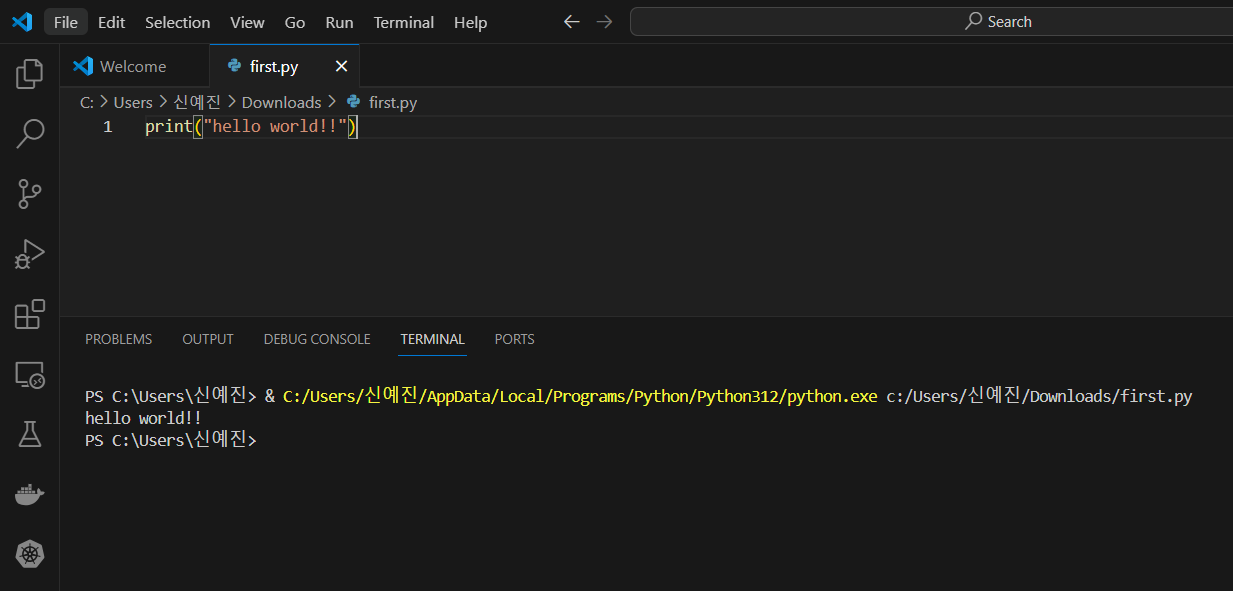 File Edit Selection View Go Run Terminal Help Search
Welcome first.py
C: > Users > 신예진 > Downloads > first.py
1 print("hello world!!")
PROBLEMS OUTPUT DEBUG CONSOLE TERMINAL PORTS
PS C:\Users\신예진> & C:/Users/신예진/AppData/Local/Programs/Python/Python312/python.exe c:/Users/신예진/Downloads/first.py
hello world!!
PS C:\Users\신예진>